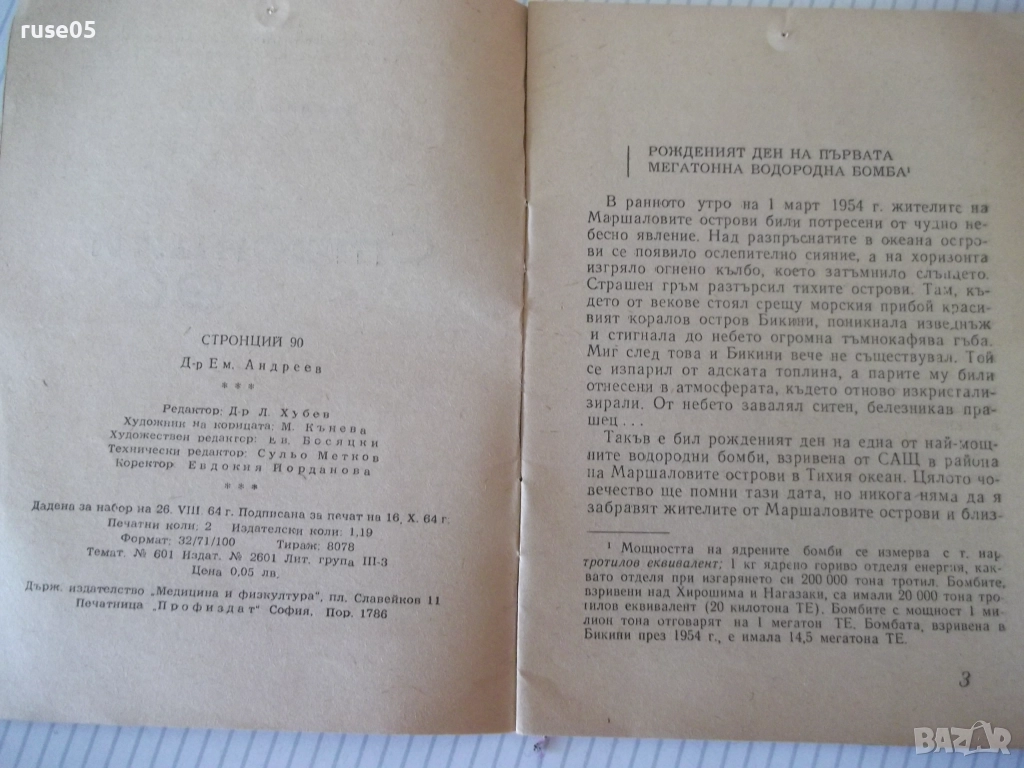 ruse05
СТРОНЦИЙ 90
Д-р Ем. Андреев
* * *
Редактор: Д-р Л. Хубев
Художник на корицата: М. Кънева
Художествен редактор: Ев. Босяцки
Технически редактор: Сульо Метков
Коректор: Евдокия Йорданова
* * *
Дадена за набор на 26. VIII. 64 г. Подписана за печат на 16. X. 64 г.
Печатни коли: 2 Издателски коли: 1,19
Формат: 32/71/100 Тираж: 8078
Темат. № 601 Издат. № 2601 Лит. група III-3
Цена 0,05 лв.
Държ. издателство „Медицина и физкултура", пл. Славейков 11
Печатница „Профиздат" София, Пор. 1786
РОЖДЕНИЯТ ДЕН НА ПЪРВАТА
МЕГАТОННА ВОДОРОДНА БОМБА¹
В ранното утро на 1 март 1954 г. жителите на
Маршаловите острови били потресени от чудно не-
бесно явление. Над разпръснатите в океана остро-
ви се появило ослепително сияние, а на хоризонта
изгряло огнено кълбо, което затъмнило слънцето.
Страшен гръм разтърсил тихите острови. Там, къ-
дето от векове стоял срещу морския прибой краси-
вият коралов остров Бикини, поникнала изведнъж
и стигнала до небето огромна тъмнокафява гъба.
Миг след това и Бикини вече не съществувал. Той
се изпарил от адската топлина, а парите му били
отнесени в атмосферата, където отново изкристали-
зирали. От небето завалял ситен, белезникав пра-
шец...
Такъв е бил рожденият ден на една от най-мощ-
ните водородни бомби, взривена от САЩ в района
на Маршаловите острови в Тихия океан. Цялото чо-
вечество ще помни тази дата, но никога няма да я
забравят жителите от Маршаловите острови и близ-
¹ Мощността на ядрените бомби се измерва с т. нар.
тротилов еквивалент; 1 кг ядрено гориво отделя енергия, как-
вато отделя при изгарянето си 200 000 тона тротил. Бомбите,
взривени над Хирошима и Нагазаки, са имали 20 000 тона тро-
тилов еквивалент (20 килотона ТЕ). Бомбите с мощност 1 ми-
лион тона отговарят на 1 мегатон ТЕ. Бомбата, взривена в
Бикини през 1954 г., е имала 14,5 мегатона ТЕ.
3
BAZAR